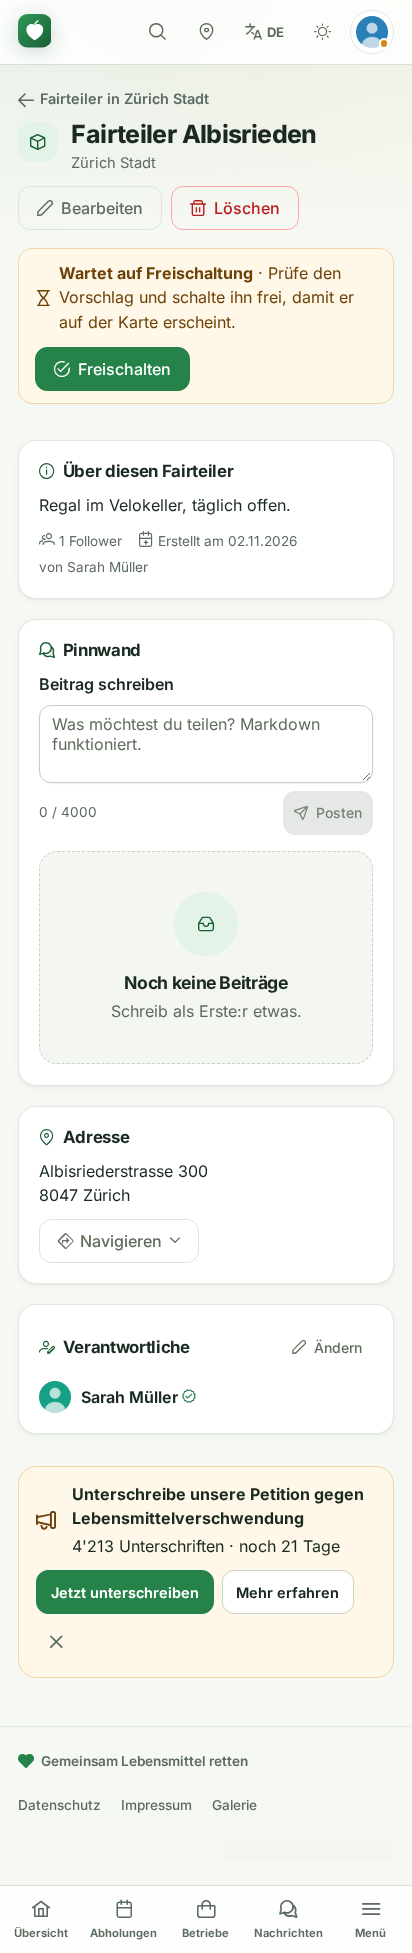 DE
Fairteiler in Zürich Stadt
Fairteiler Albisrieden
Zürich Stadt
Bearbeiten
Löschen
Wartet auf Freischaltung · Prüfe den
Vorschlag und schalte ihn frei, damit er
auf der Karte erscheint.
Freischalten
Über diesen Fairteiler
Regal im Velokeller, täglich offen.
1 Follower Erstellt am 02.11.2026
von Sarah Müller
Pinnwand
Beitrag schreiben
Was möchtest du teilen? Markdown
funktioniert.
0 / 4000
Posten
Noch keine Beiträge
Schreib als Erste:r etwas.
Adresse
Albisriederstrasse 300
8047 Zürich
Navigieren
Verantwortliche
Ändern
Sarah Müller
Unterschreibe unsere Petition gegen
Lebensmittelverschwendung
4'213 Unterschriften · noch 21 Tage
Jetzt unterschreiben
Mehr erfahren
Gemeinsam Lebensmittel retten
Datenschutz Impressum Galerie
Übersicht Abholungen Betriebe Nachrichten Menü